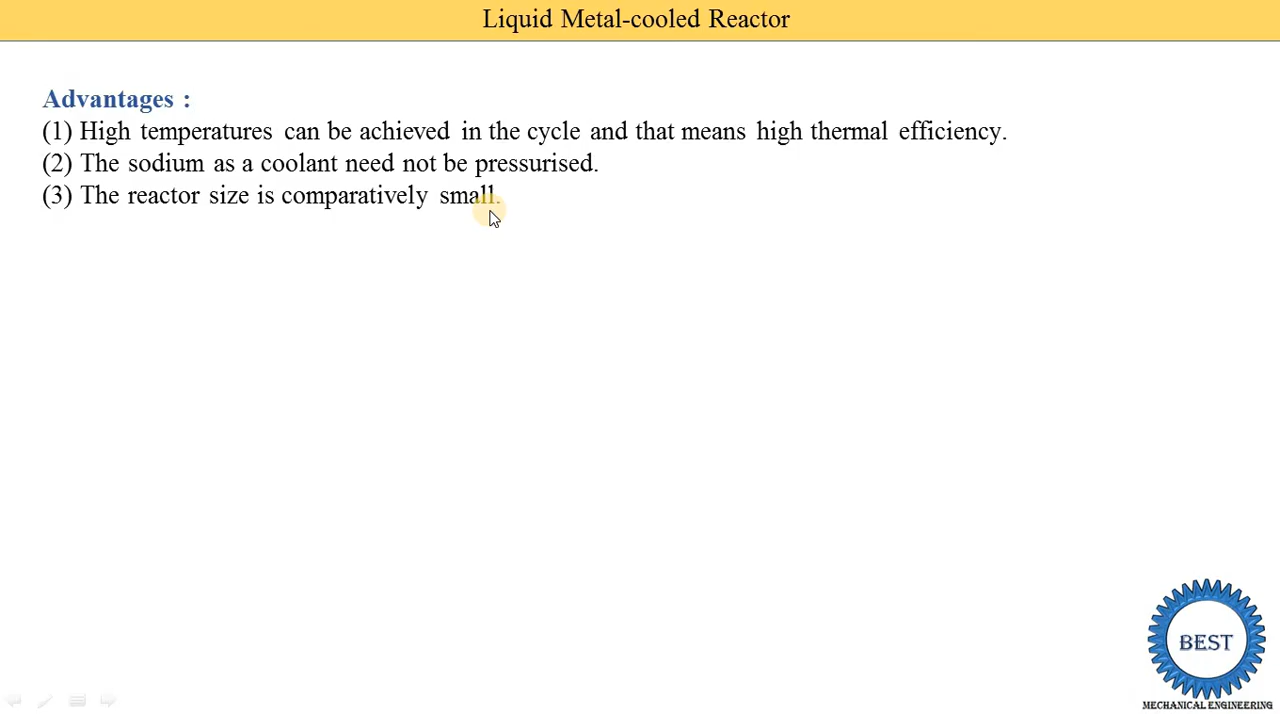 Liquid Metal-cooled Reactor
Advantages :
(1) High temperatures can be achieved in the cycle and that means high thermal efficiency.
(2) The sodium as a coolant need not be pressurised.
(3) The reactor size is comparatively small.
BEST
MECHANICAL ENGINEERING